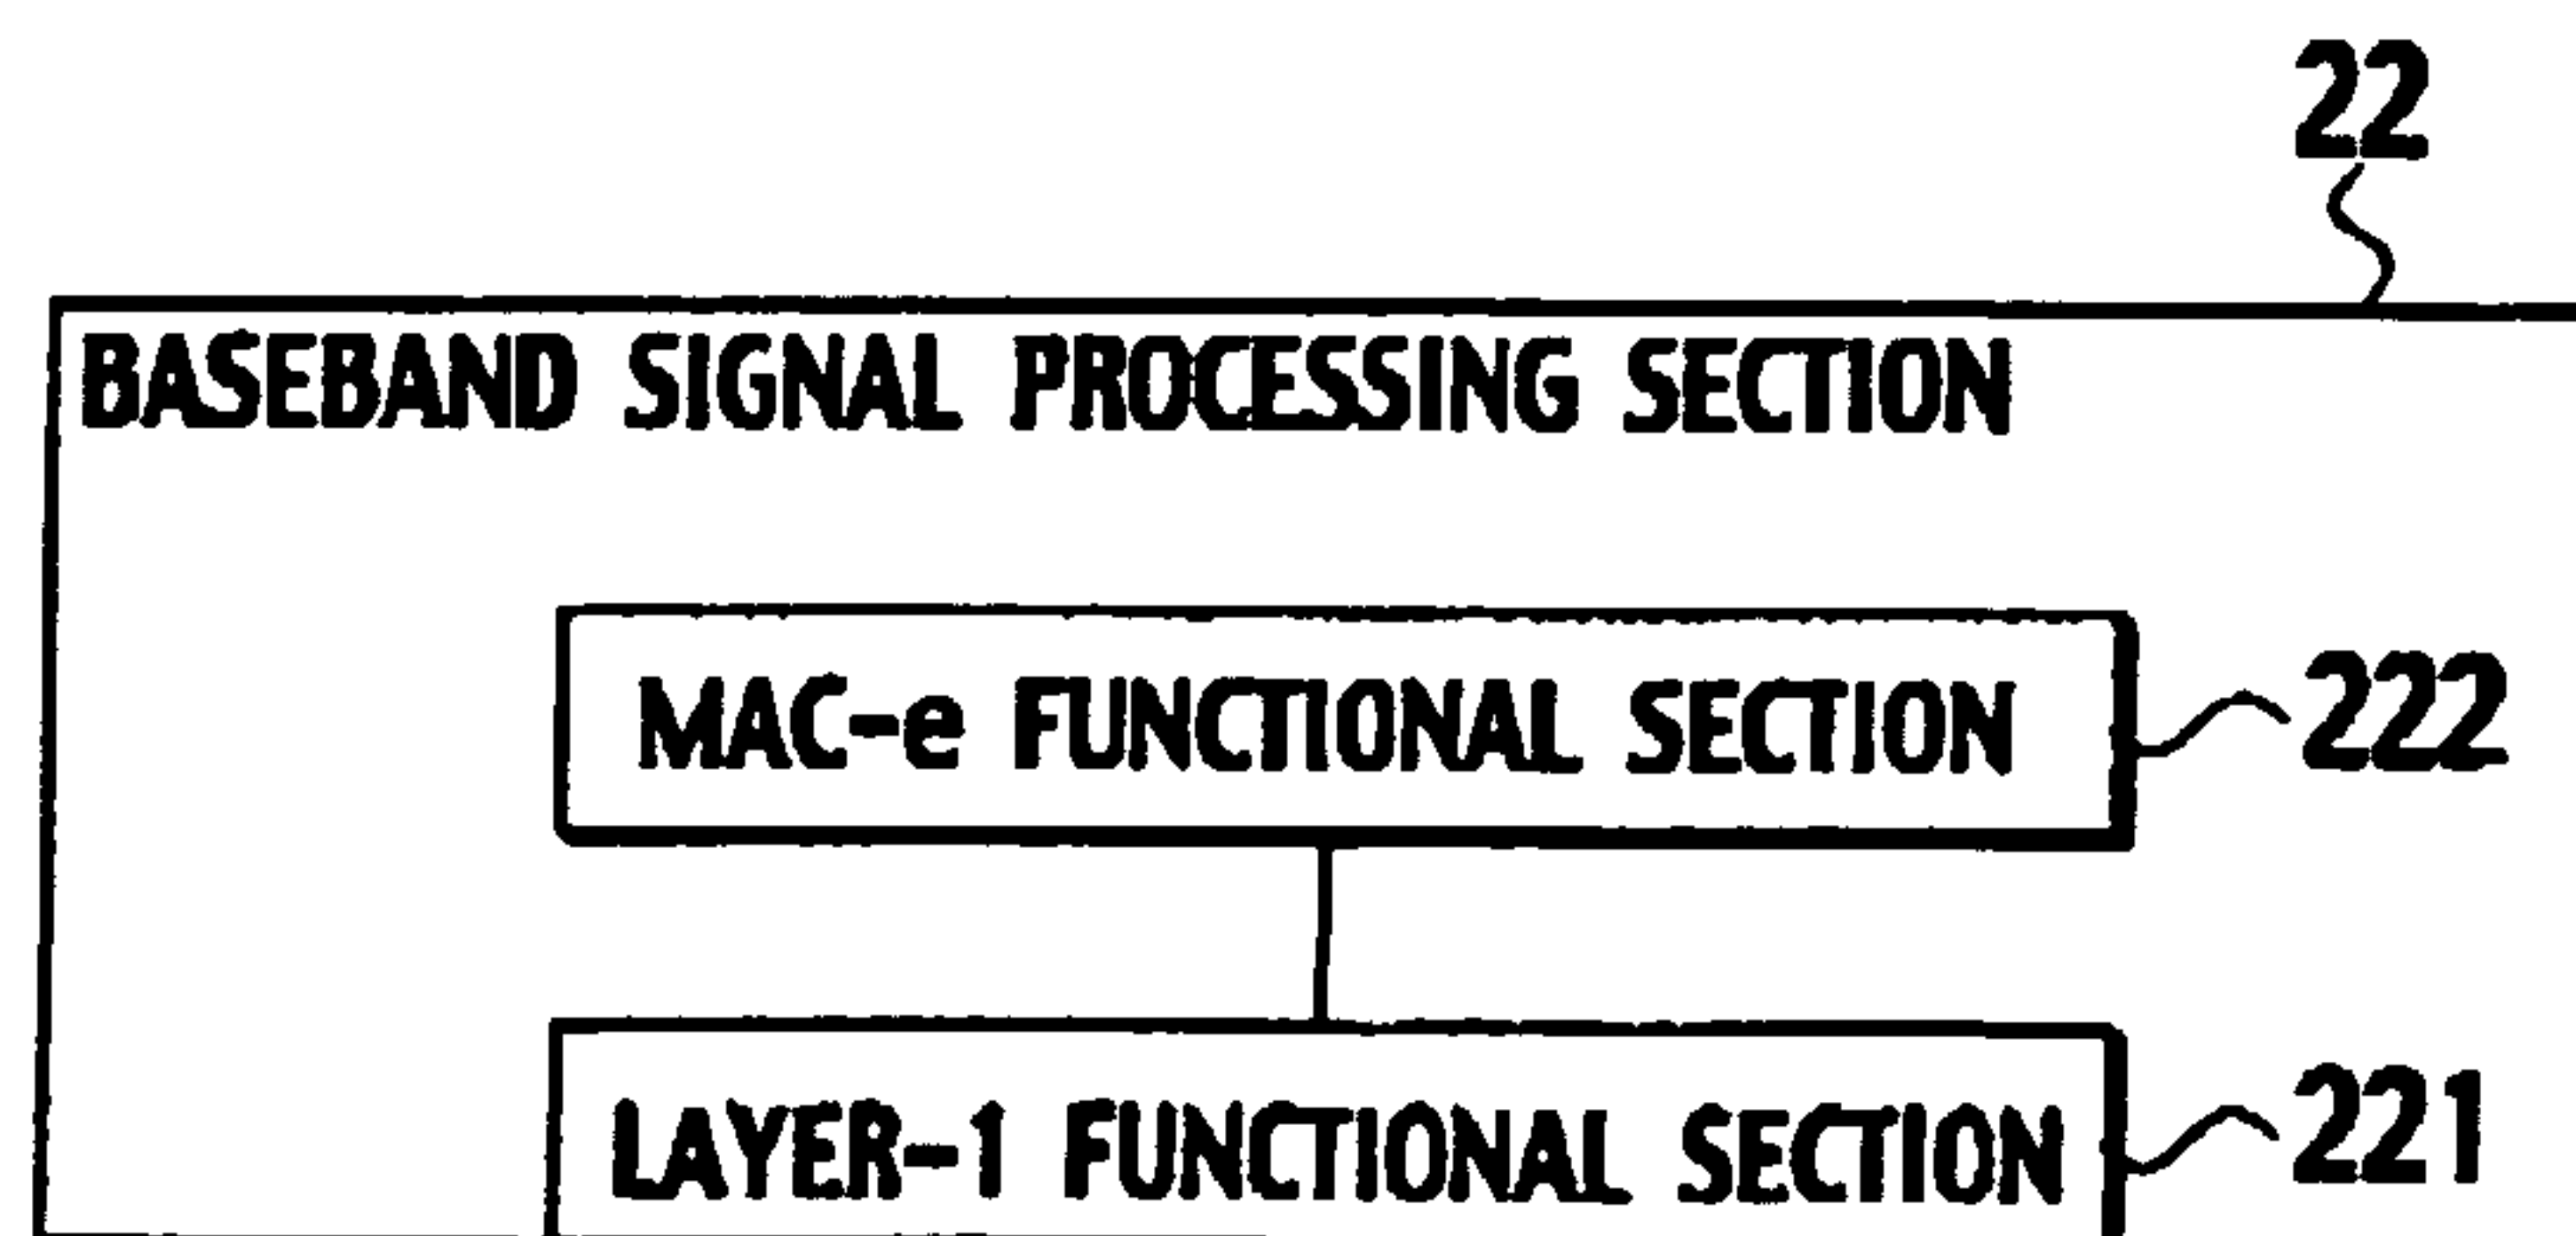 22
BASEBAND SIGNAL PROCESSING SECTION
MAC-e FUNCTIONAL SECTION
222
LAYER-1 FUNCTIONAL SECTION
221